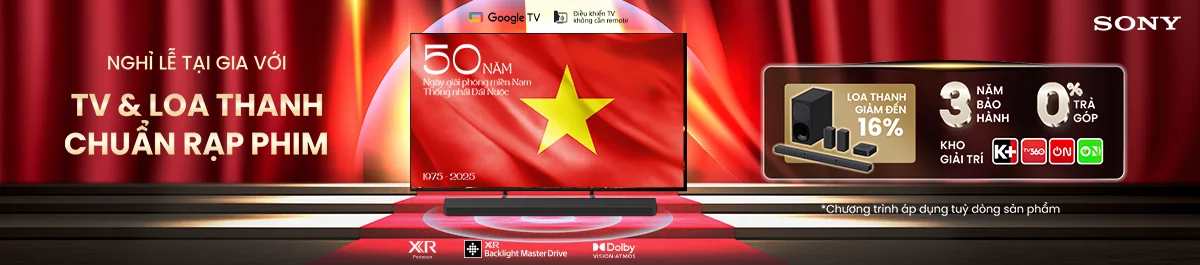 Google TV
Điều khiển TV
không cần remote
SONY
NGHỈ LỄ TẠI GIA VỚI
TV & LOA THANH
CHUẨN RẠP PHIM
50 NĂM
Ngày giải phóng miền Nam
Thống nhất Đất Nước
1975 - 2025
LOA THANH
GIẢM ĐẾN
16%
3 NĂM
BẢO
HÀNH
0% TRẢ
GÓP
KHO
GIẢI TRÍ
K+
TV360
ON
ON
*Chương trình áp dụng tuỳ dòng sản phẩm
XR
Processor
XR
Backlight Master Drive
Dolby
VISION·ATMOS